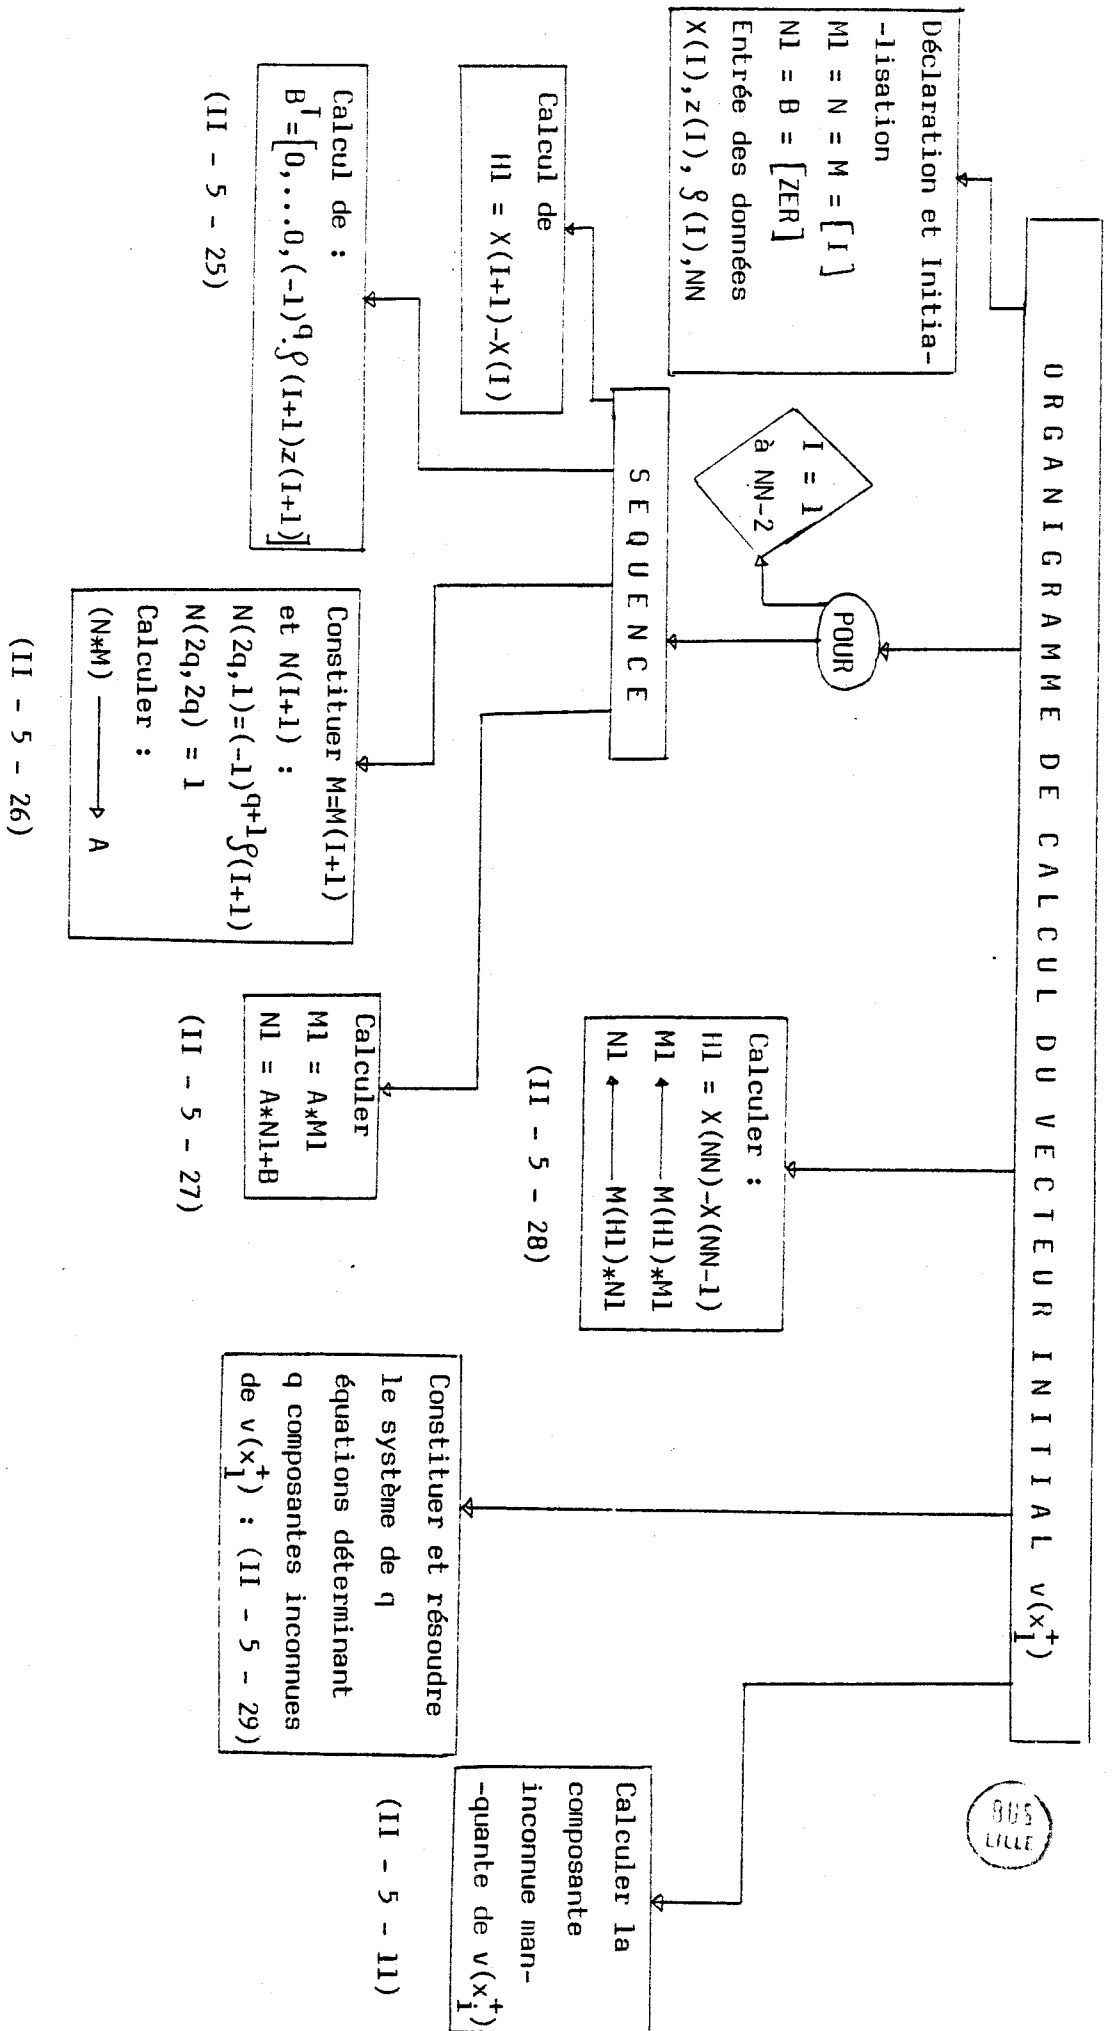 ORGANIGRAMME DE CALCUL DU VECTEUR INITIAL v(x₁⁺)
Déclaration et Initia-
-lisation
M1 = N = M = [I]
N1 = B = [ZER]
Entrée des données
X(I),z(I), ρ(I),NN
POUR
I = 1
à NN-2
SEQUENCE
Calcul de
H1 = X(I+1)-X(I)
Calcul de :
Bᵀ=[0,...0,(-1)^q.ρ(I+1)z(I+1)]
(II - 5 - 25)
Constituer M=M(I+1)
et N(I+1) :
N(2q,1)=(-1)^q+1 ρ(I+1)
N(2q,2q) = 1
Calculer :
(N*M) ⟶ A
(II - 5 - 26)
Calculer
M1 = A*M1
N1 = A*N1+B
(II - 5 - 27)
Calculer :
H1 = X(NN)-X(NN-1)
M1 ⟵ M(H1)*M1
N1 ⟵ M(H1)*N1
(II - 5 - 28)
Constituer et résoudre
le système de q
équations déterminant
q composantes inconnues
de v(x₁⁺) : (II - 5 - 29)
Calculer la
composante
inconnue man-
-quante de v(x₁⁺)
(II - 5 - 11)
BUS
LILLE